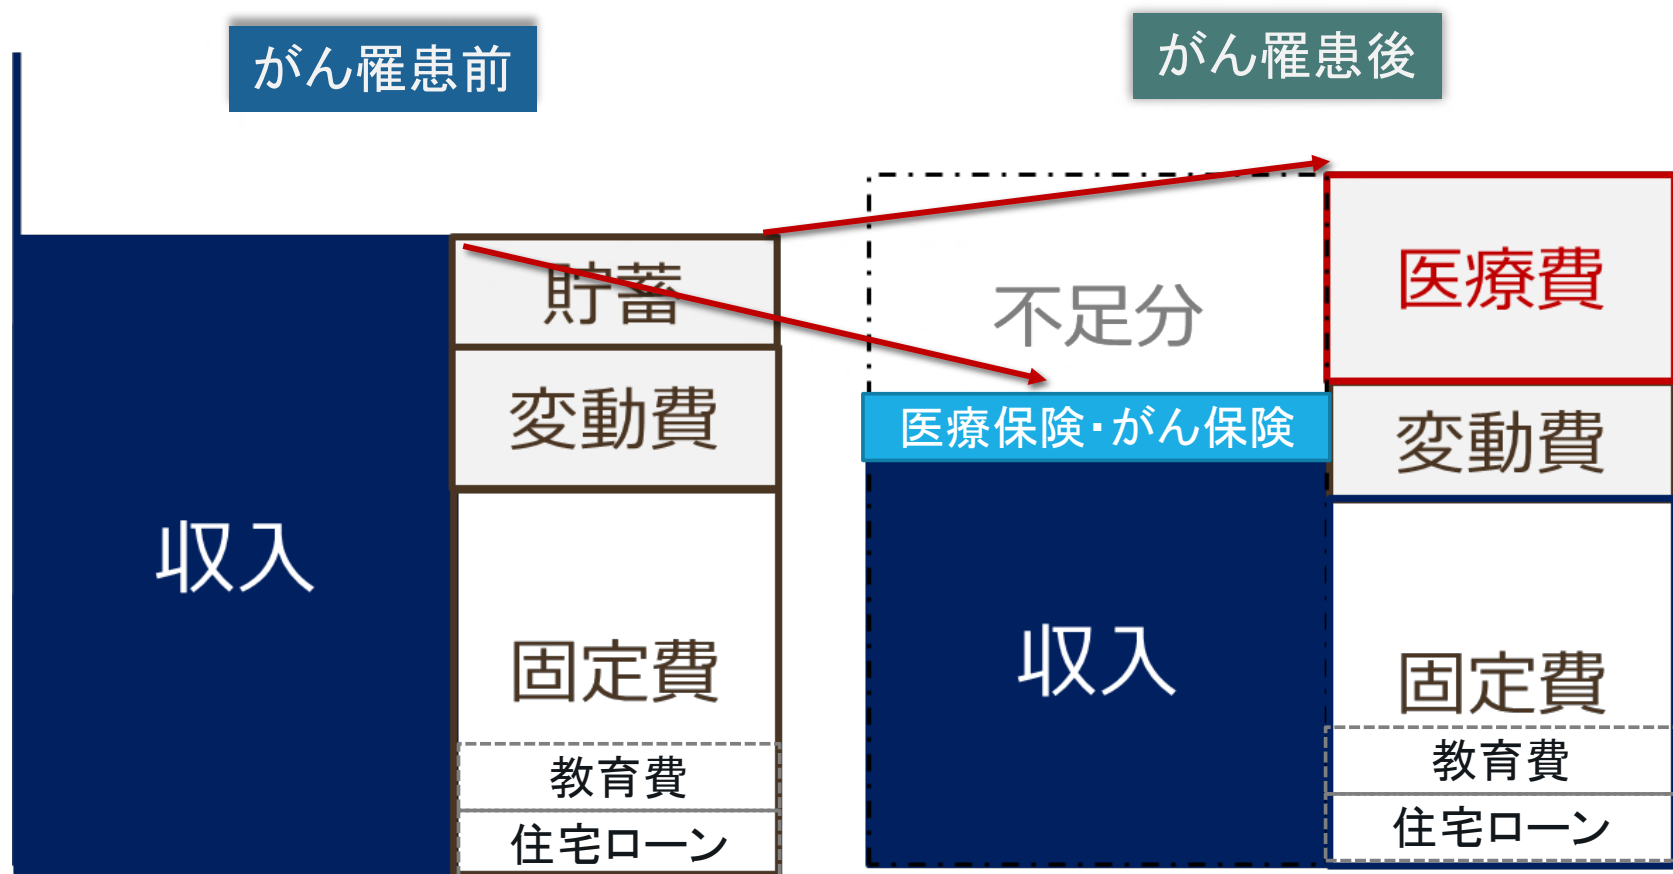 がん罹患前
貯蓄
変動費
収入
固定費
教育費
住宅ローン
がん罹患後
不足分
医療費
医療保険・がん保険
変動費
収入
固定費
教育費
住宅ローン